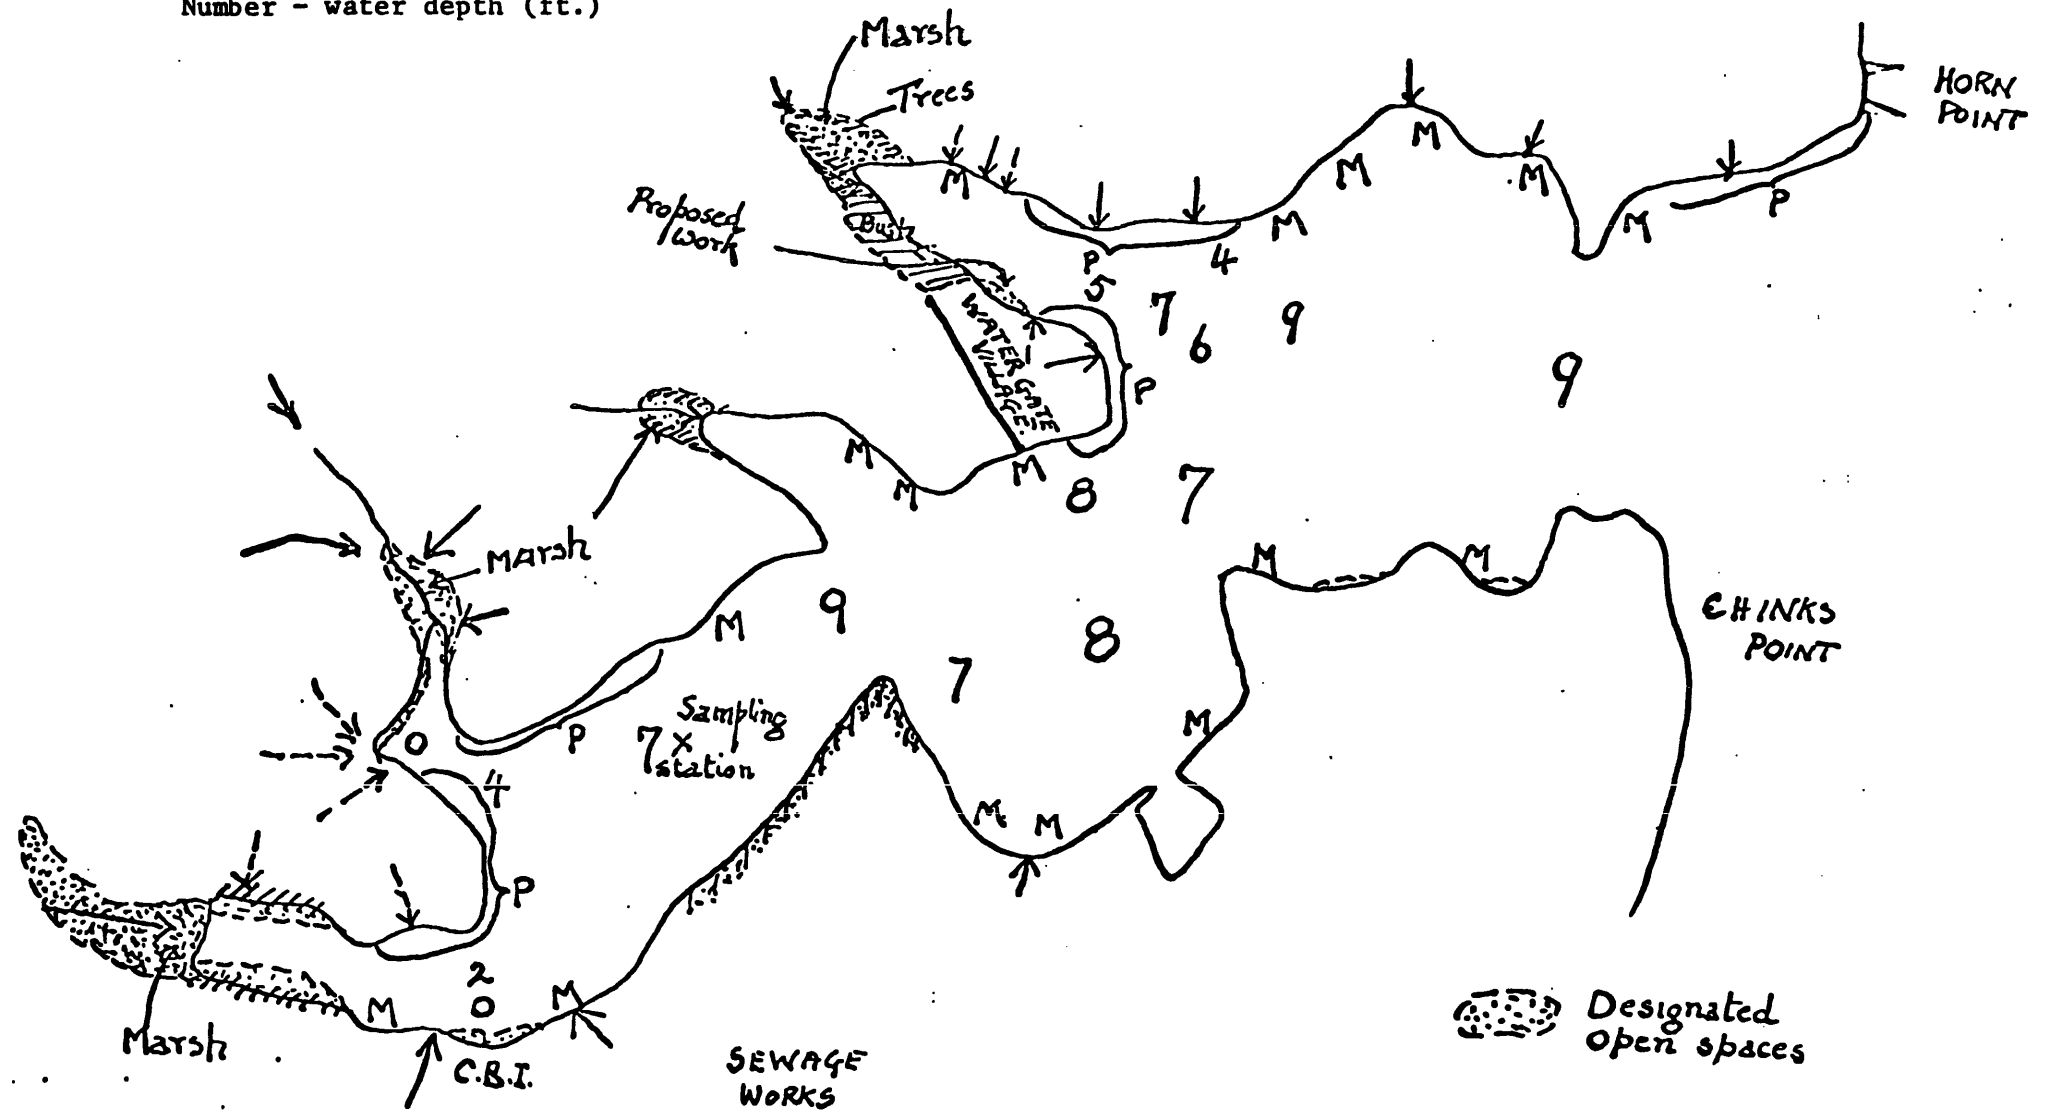 Number - water depth (ft.)
Marsh
Trees
HORN
POINT
M
M
M
M
M
M
P
Proposed
work
Bush
P
5
4
7
6
9
9
WATER GATE
VILLAGE
P
M
M
M
8
7
Marsh
M
M
CHINKS
POINT
9
8
M
7
M
P
Sampling
7 X
station
O
4
M
M
P
2
O
M
M
Marsh
C.B.I.
SEWAGE
WORKS
Designated
Open spaces